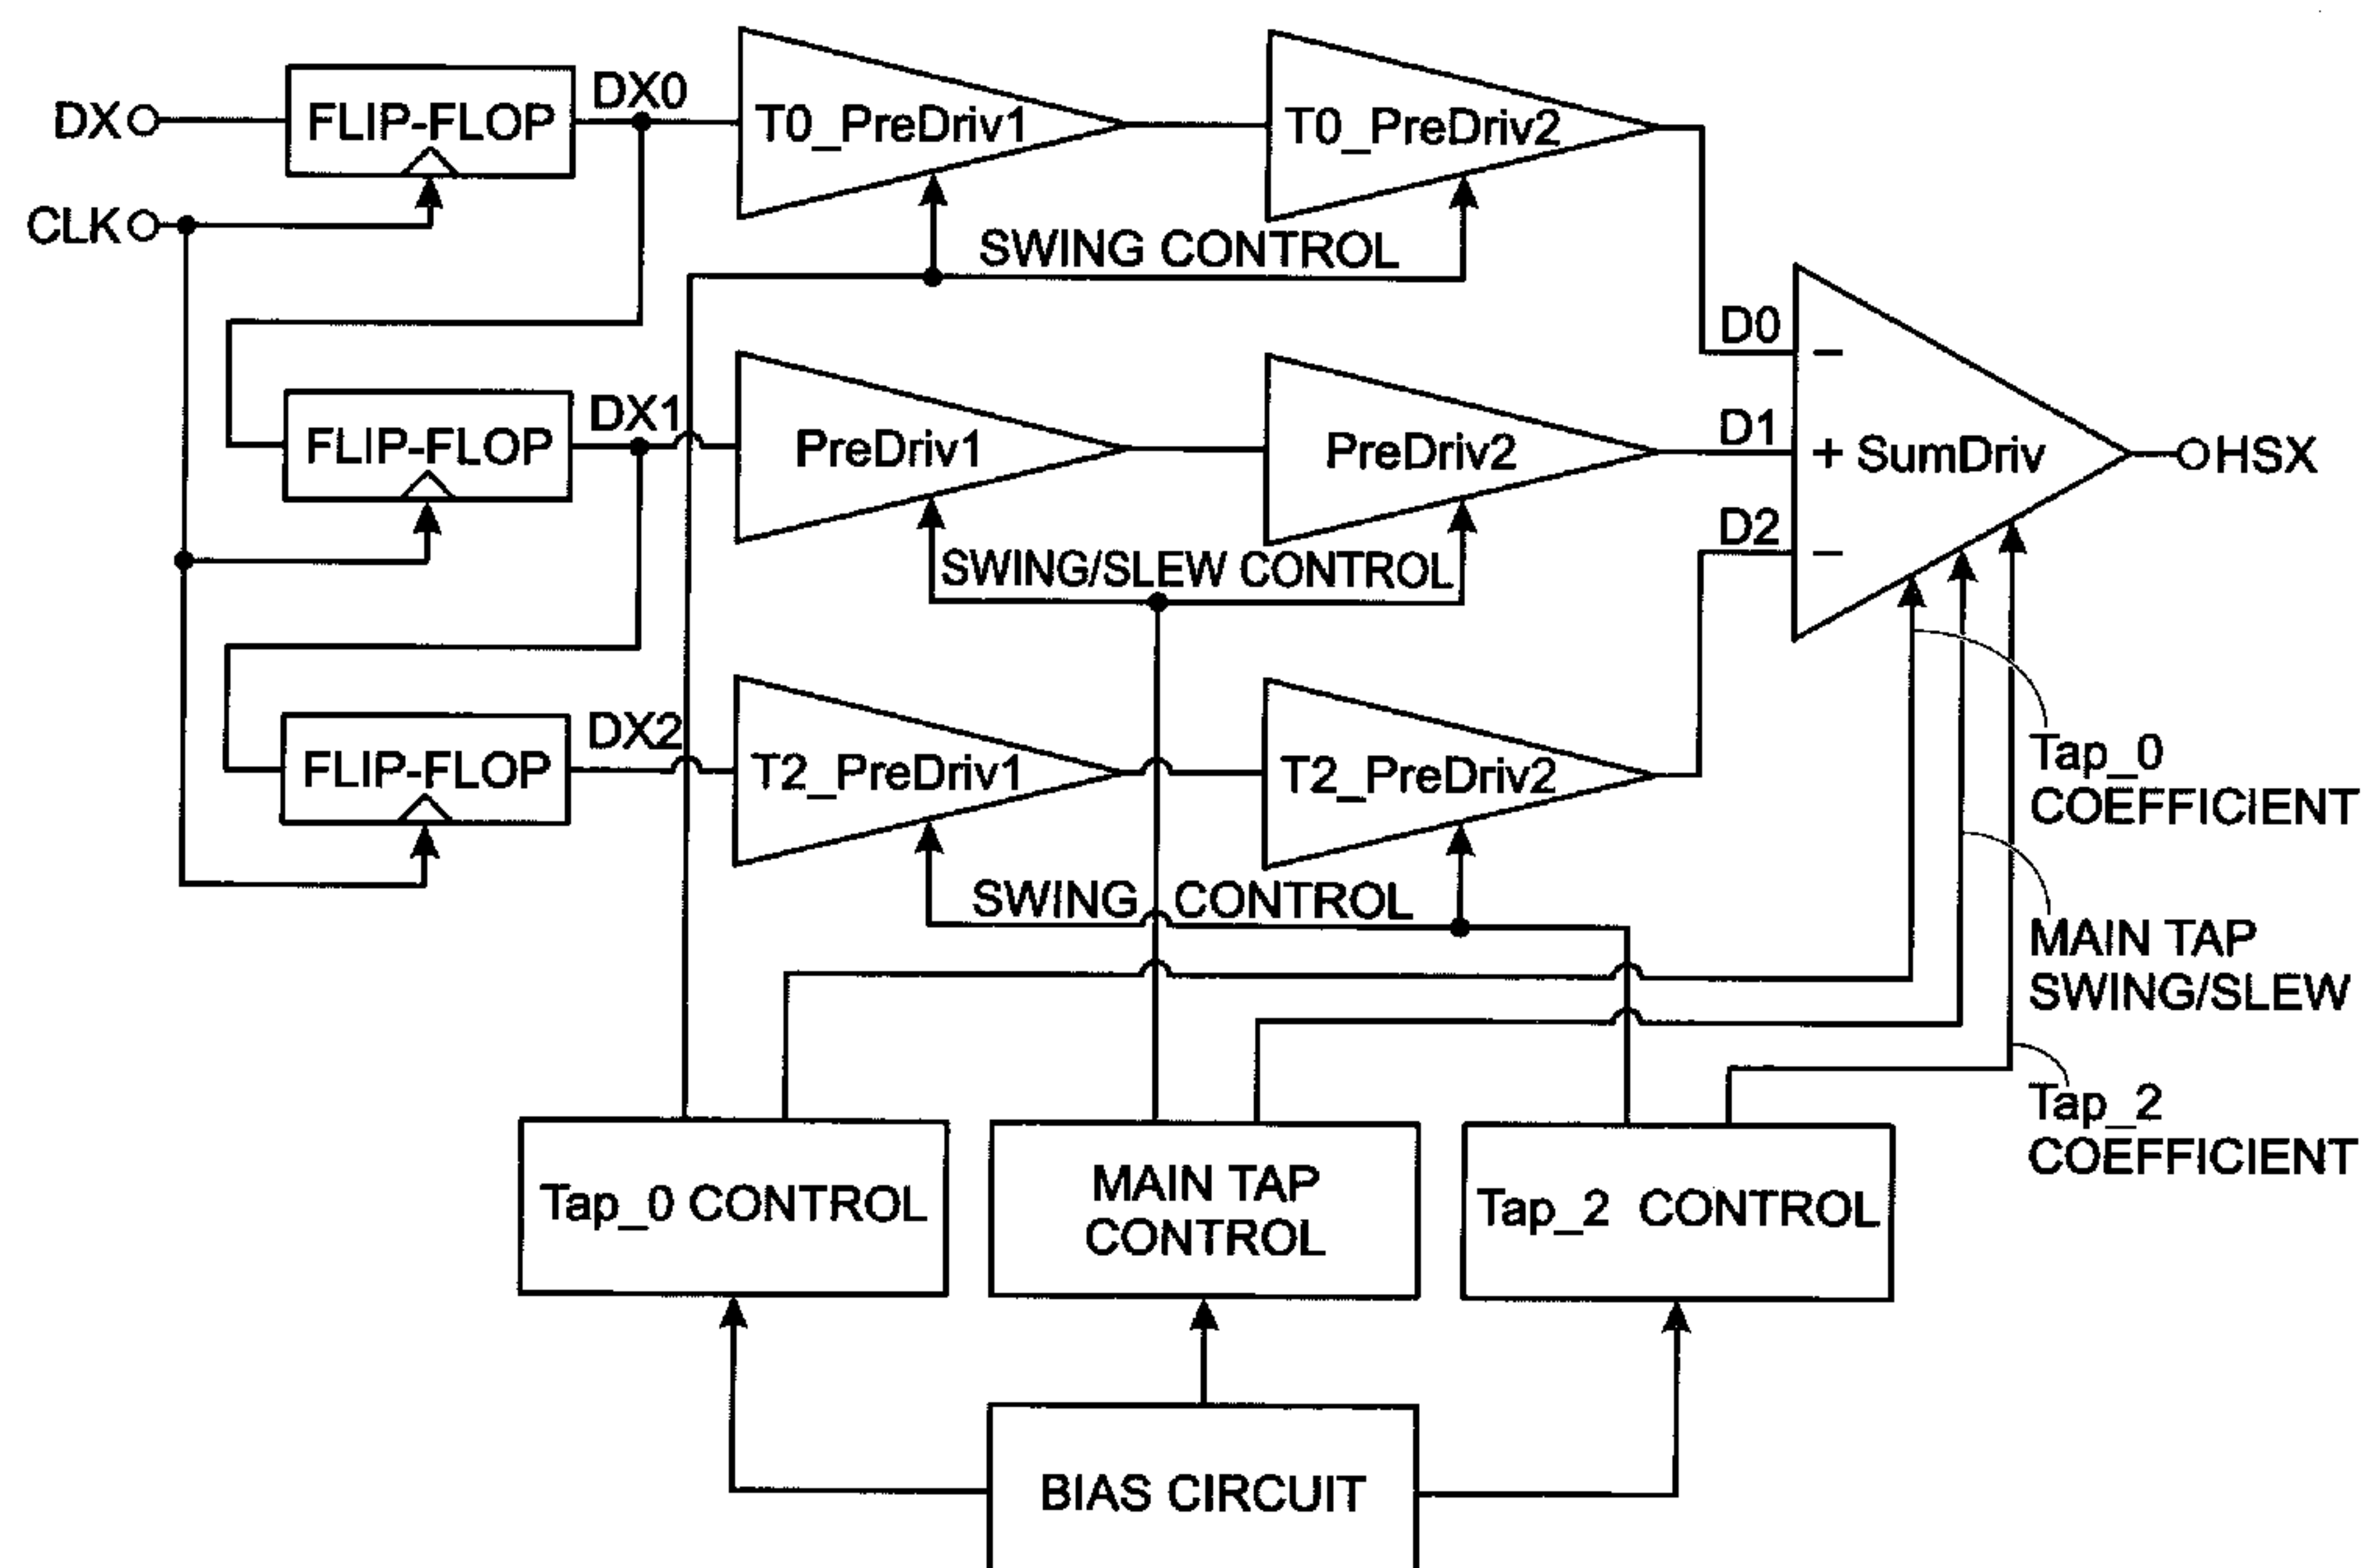 DX
FLIP-FLOP
DX0
T0_PreDriv1
T0_PreDriv2
CLK
SWING CONTROL
D0
−
FLIP-FLOP
DX1
PreDriv1
PreDriv2
D1
+ SumDriv
HSX
D2
−
SWING/SLEW CONTROL
FLIP-FLOP
DX2
T2_PreDriv1
T2_PreDriv2
Tap_0
COEFFICIENT
SWING CONTROL
MAIN TAP
SWING/SLEW
Tap_2
COEFFICIENT
Tap_0 CONTROL
MAIN TAP
CONTROL
Tap_2 CONTROL
BIAS CIRCUIT